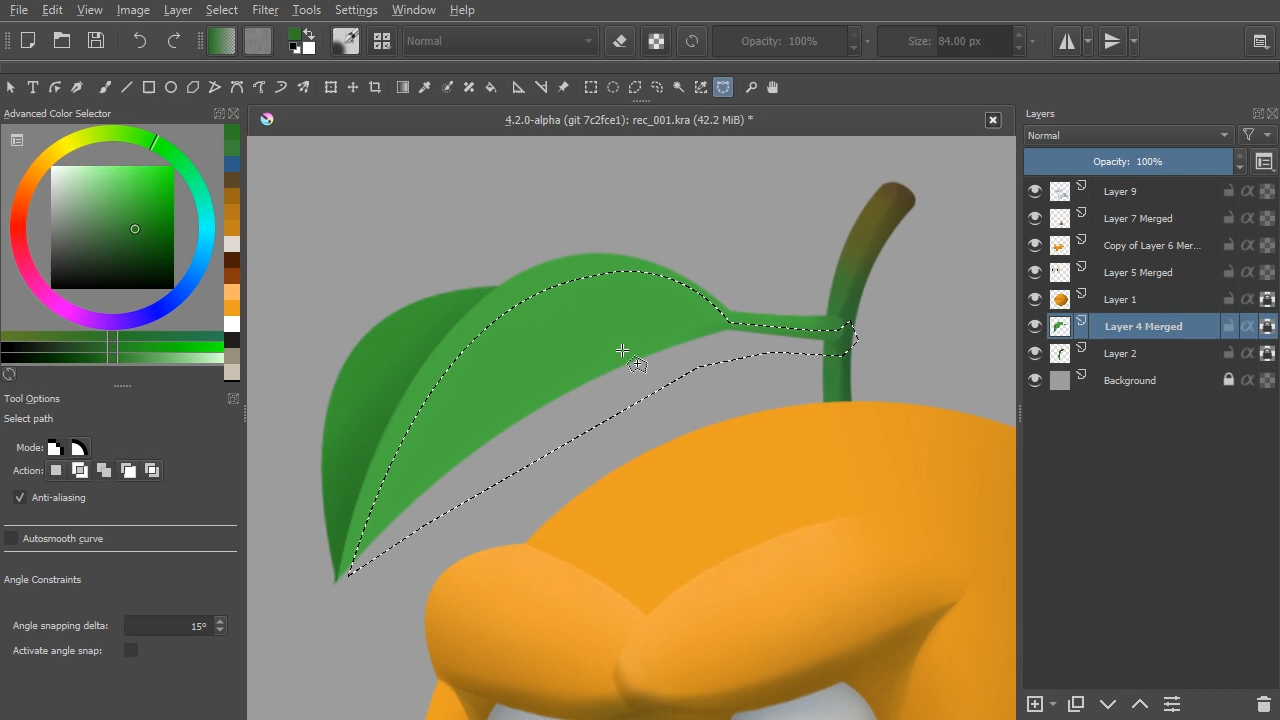 File Edit View Image Layer Select Filter Tools Settings Window Help
Normal
Opacity: 100%
Size: 84.00 px
Advanced Color Selector
4.2.0-alpha (git 7c2fce1): rec_001.kra (42.2 MiB) *
Layers
Normal
Opacity: 100%
Layer 9
Layer 7 Merged
Copy of Layer 6 Mer...
Layer 5 Merged
Layer 1
Layer 4 Merged
Layer 2
Background
Tool Options
Select path
Mode:
Action:
Anti-aliasing
Autosmooth curve
Angle Constraints
Angle snapping delta: 15°
Activate angle snap: